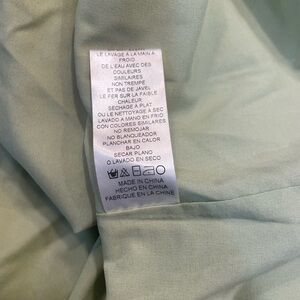 LE LAVAGE À LA MAIN À
FROID
DE L'EAU AVEC DES
COULEURS
SIMILAIRES
NON TREMPÉ
ET PAS DE JAVEL
LE FER SUR LA FAIBLE
CHALEUR
SÉCHAGE À PLAT
OU LE NETTOYAGE À SEC
LAVADO A MANO EN FRIO
CON COLORES SIMILARES
NO REMOJAR
NO BLANQUEADOR
PLANCHAR EN CALOR
BAJO
SECAR PLANO
O LAVADO EN SECO
MADE IN CHINA
HECHO EN CHINA
FABRIQUE EN LA CHINE